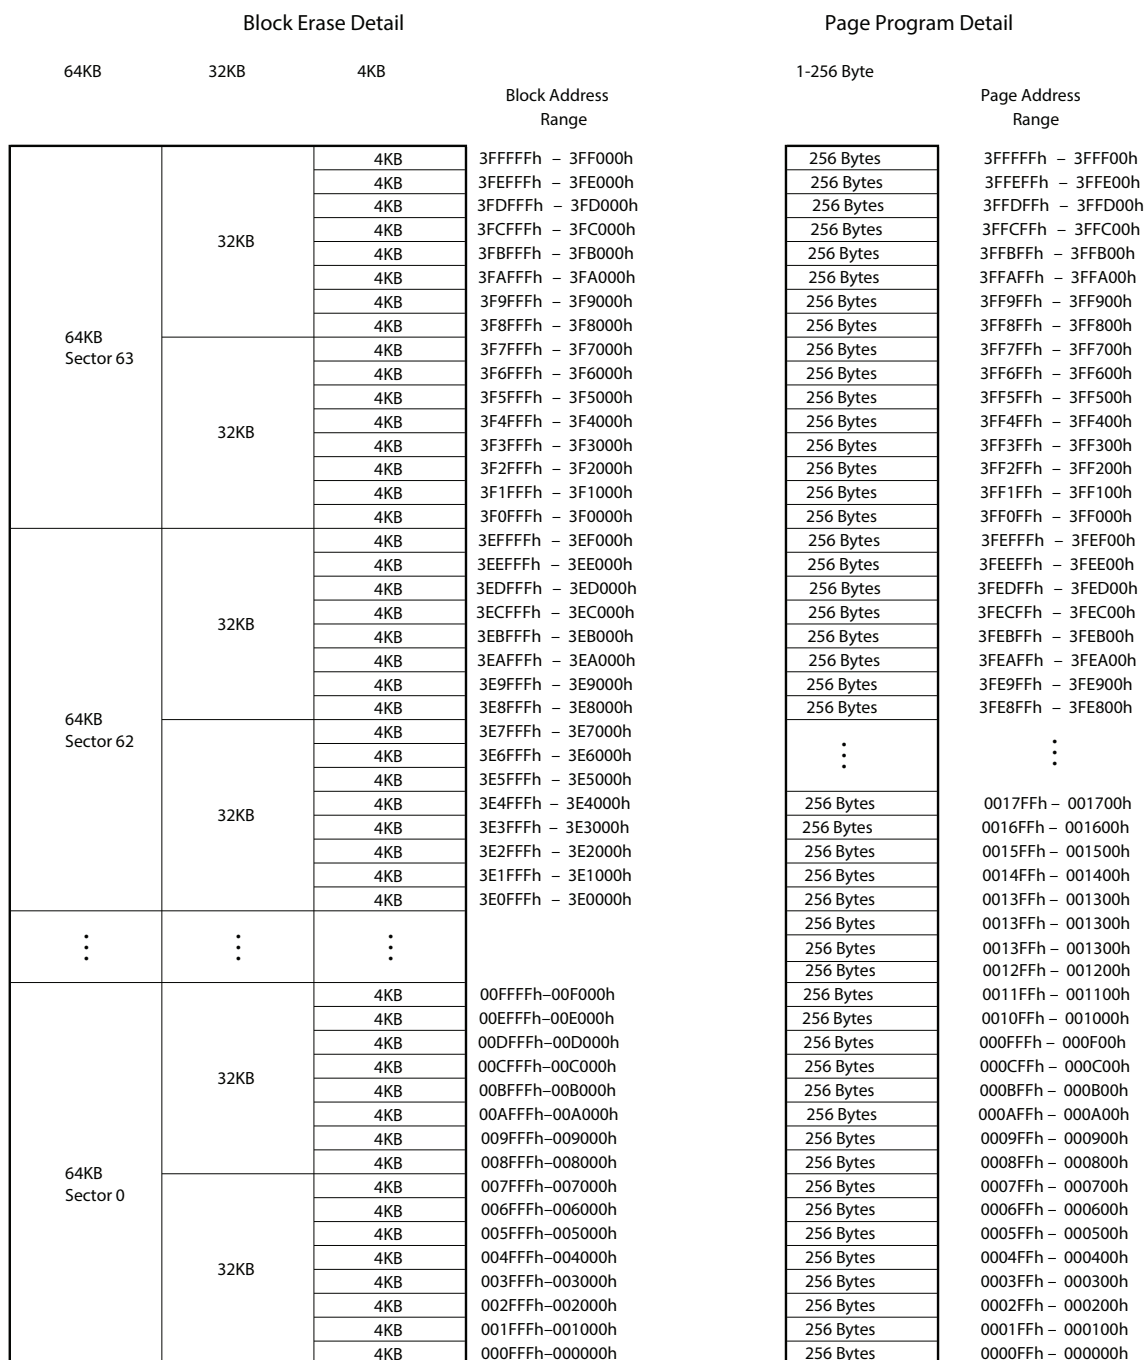 Block Erase Detail
Page Program Detail
64KB 32KB 4KB
1-256 Byte
Block Address
Range
Page Address
Range
64KB
Sector 63
32KB
32KB
4KB 3FFFFFh – 3FF000h
4KB 3FEFFFh – 3FE000h
4KB 3FDFFFh – 3FD000h
4KB 3FCFFFh – 3FC000h
4KB 3FBFFFh – 3FB000h
4KB 3FAFFFh – 3FA000h
4KB 3F9FFFh – 3F9000h
4KB 3F8FFFh – 3F8000h
4KB 3F7FFFh – 3F7000h
4KB 3F6FFFh – 3F6000h
4KB 3F5FFFh – 3F5000h
4KB 3F4FFFh – 3F4000h
4KB 3F3FFFh – 3F3000h
4KB 3F2FFFh – 3F2000h
4KB 3F1FFFh – 3F1000h
4KB 3F0FFFh – 3F0000h
64KB
Sector 62
32KB
32KB
4KB 3EFFFFh – 3EF000h
4KB 3EEFFFh – 3EE000h
4KB 3EDFFFh – 3ED000h
4KB 3ECFFFh – 3EC000h
4KB 3EBFFFh – 3EB000h
4KB 3EAFFFh – 3EA000h
4KB 3E9FFFh – 3E9000h
4KB 3E8FFFh – 3E8000h
4KB 3E7FFFh – 3E7000h
4KB 3E6FFFh – 3E6000h
4KB 3E5FFFh – 3E5000h
4KB 3E4FFFh – 3E4000h
4KB 3E3FFFh – 3E3000h
4KB 3E2FFFh – 3E2000h
4KB 3E1FFFh – 3E1000h
4KB 3E0FFFh – 3E0000h
64KB
Sector 0
32KB
32KB
4KB 00FFFFh–00F000h
4KB 00EFFFh–00E000h
4KB 00DFFFh–00D000h
4KB 00CFFFh–00C000h
4KB 00BFFFh–00B000h
4KB 00AFFFh–00A000h
4KB 009FFFh–009000h
4KB 008FFFh–008000h
4KB 007FFFh–007000h
4KB 006FFFh–006000h
4KB 005FFFh–005000h
4KB 004FFFh–004000h
4KB 003FFFh–003000h
4KB 002FFFh–002000h
4KB 001FFFh–001000h
4KB 000FFFh–000000h
256 Bytes 3FFFFFh – 3FFF00h
256 Bytes 3FFEFFh – 3FFE00h
256 Bytes 3FFDFFh – 3FFD00h
256 Bytes 3FFCFFh – 3FFC00h
256 Bytes 3FFBFFh – 3FFB00h
256 Bytes 3FFAFFh – 3FFA00h
256 Bytes 3FF9FFh – 3FF900h
256 Bytes 3FF8FFh – 3FF800h
256 Bytes 3FF7FFh – 3FF700h
256 Bytes 3FF6FFh – 3FF600h
256 Bytes 3FF5FFh – 3FF500h
256 Bytes 3FF4FFh – 3FF400h
256 Bytes 3FF3FFh – 3FF300h
256 Bytes 3FF2FFh – 3FF200h
256 Bytes 3FF1FFh – 3FF100h
256 Bytes 3FF0FFh – 3FF000h
256 Bytes 3FEFFFh – 3FEF00h
256 Bytes 3FEEFFh – 3FEE00h
256 Bytes 3FEDFFh – 3FED00h
256 Bytes 3FECFFh – 3FEC00h
256 Bytes 3FEBFFh – 3FEB00h
256 Bytes 3FEAFFh – 3FEA00h
256 Bytes 3FE9FFh – 3FE900h
256 Bytes 3FE8FFh – 3FE800h
256 Bytes 0017FFh – 001700h
256 Bytes 0016FFh – 001600h
256 Bytes 0015FFh – 001500h
256 Bytes 0014FFh – 001400h
256 Bytes 0013FFh – 001300h
256 Bytes 0013FFh – 001300h
256 Bytes 0013FFh – 001300h
256 Bytes 0012FFh – 001200h
256 Bytes 0011FFh – 001100h
256 Bytes 0010FFh – 001000h
256 Bytes 000FFFh – 000F00h
256 Bytes 000CFFh – 000C00h
256 Bytes 000BFFh – 000B00h
256 Bytes 000AFFh – 000A00h
256 Bytes 0009FFh – 000900h
256 Bytes 0008FFh – 000800h
256 Bytes 0007FFh – 000700h
256 Bytes 0006FFh – 000600h
256 Bytes 0005FFh – 000500h
256 Bytes 0004FFh – 000400h
256 Bytes 0003FFh – 000300h
256 Bytes 0002FFh – 000200h
256 Bytes 0001FFh – 000100h
256 Bytes 0000FFh – 000000h